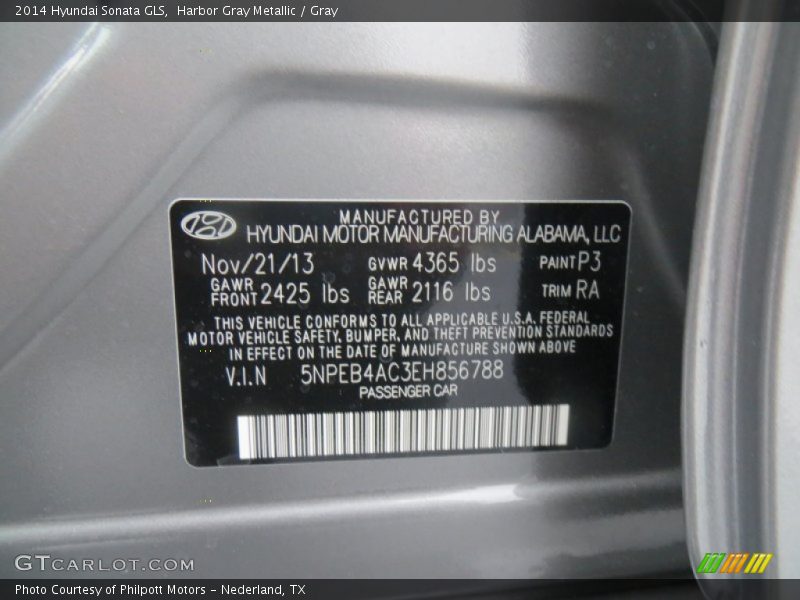 2014 Hyundai Sonata GLS,  Harbor Gray Metallic / Gray
MANUFACTURED BY
HYUNDAI MOTOR MANUFACTURING ALABAMA, LLC
Nov/21/13 GVWR 4365 lbs PAINT P3
GAWR FRONT 2425 lbs GAWR REAR 2116 lbs TRIM RA
THIS VEHICLE CONFORMS TO ALL APPLICABLE U.S.A. FEDERAL
MOTOR VEHICLE SAFETY, BUMPER, AND THEFT PREVENTION STANDARDS
IN EFFECT ON THE DATE OF MANUFACTURE SHOWN ABOVE
V.I.N 5NPEB4AC3EH856788
PASSENGER CAR
GTCARLOT.COM
Photo Courtesy of Philpott Motors - Nederland, TX